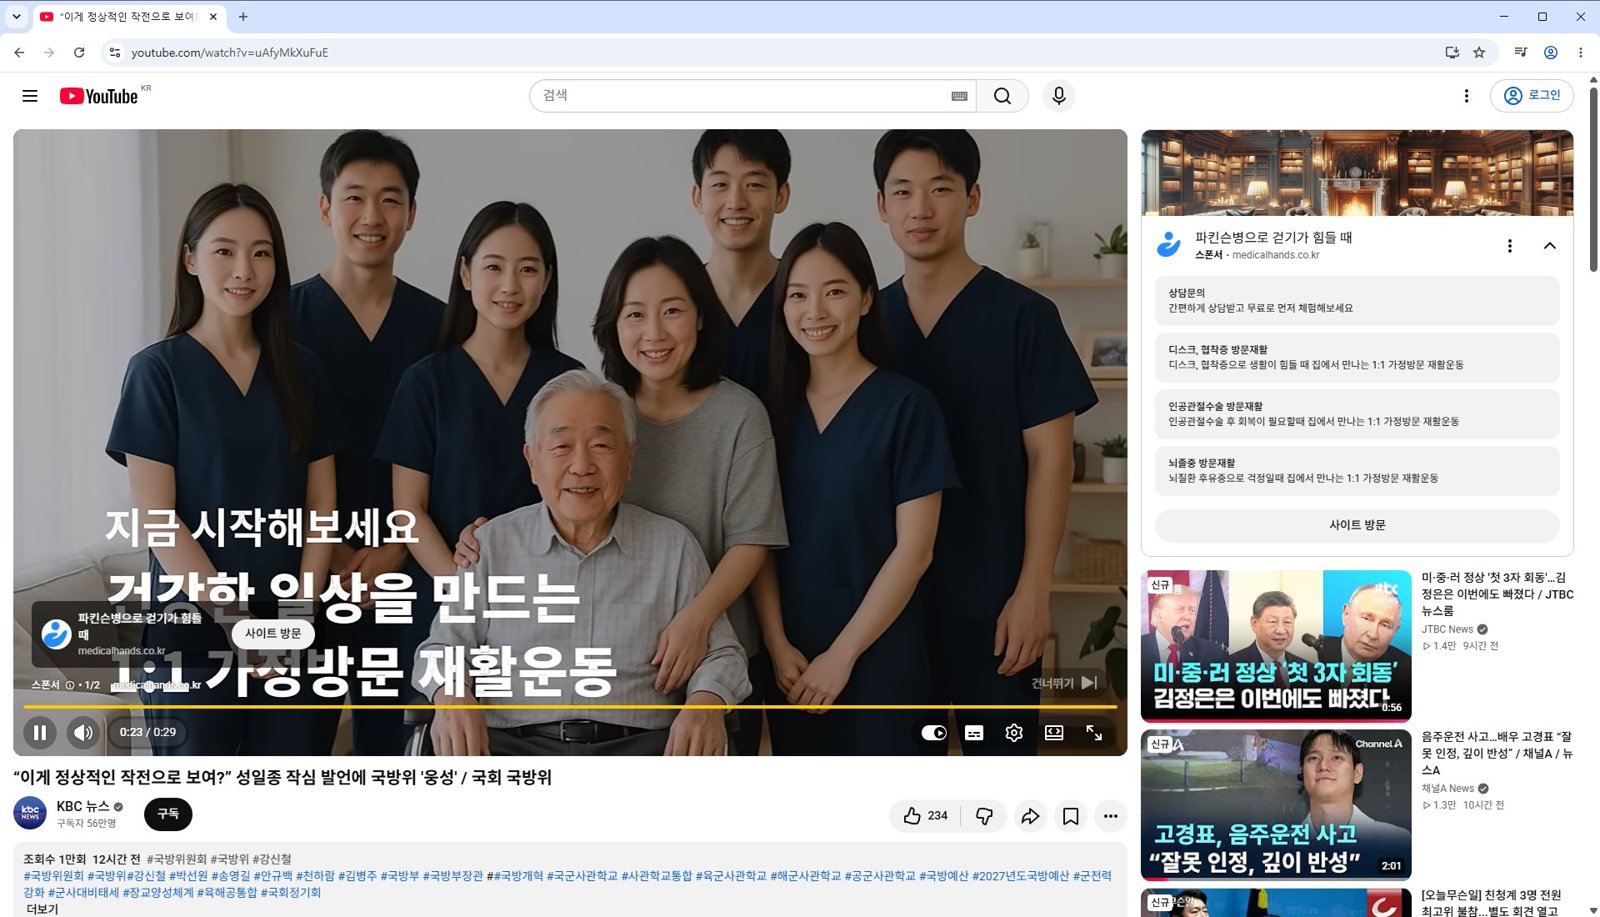 “이게 정상적인 작전으로 보여?
youtube.com/watch?v=uAfyMkXuFuE
YouTube KR
검색
로그인
지금 시작해보세요
건강한 일상을 만드는
1:1 가정방문 재활운동
파킨슨병으로 걷기가 힘들
때
medicalhands.co.kr
사이트 방문
스폰서 · 1/2 medicalhands.co.kr
건너뛰기
0:23 / 0:29
“이게 정상적인 작전으로 보여?” 성일종 작심 발언에 국방위 '웅성' / 국회 국방위
kbc NEWS
KBC 뉴스
구독자 56만명
구독
234
조회수 1만회 12시간 전 #국방위원회 #국방위 #강신철
#국방위원회 #국방위#강신철 #박선원 #송영길 #안규백 #천하람 #김병주 #국방부 #국방부장관 ##국방개혁 #국군사관학교 #사관학교통합 #육군사관학교 #해군사관학교 #공군사관학교 #국방예산 #2027년도국방예산 #군전력
강화 #군사대비태세 #장교양성체계 #육해공통합 #국회정기회
더보기
파킨슨병으로 걷기가 힘들 때
스폰서 · medicalhands.co.kr
상담문의
간편하게 상담받고 무료로 먼저 체험해보세요
디스크, 협착증 방문재활
디스크, 협착증으로 생활이 힘들 때 집에서 만나는 1:1 가정방문 재활운동
인공관절수술 방문재활
인공관절수술 후 회복이 필요할때 집에서 만나는 1:1 가정방문 재활운동
뇌졸중 방문재활
뇌질환 후유증으로 걱정일때 집에서 만나는 1:1 가정방문 재활운동
사이트 방문
신규
jtbc
news
미·중·러 정상 '첫 3자 회동'
김정은은 이번에도 빠졌다
0:56
미·중·러 정상 '첫 3자 회동'...김
정은은 이번에도 빠졌다 / JTBC
뉴스룸
JTBC News
1.4만 9시간 전
신규
Channel A
고경표, 음주운전 사고
“잘못 인정, 깊이 반성”
2:01
음주운전 사고...배우 고경표 “잘
못 인정, 깊이 반성” / 채널A / 뉴
스A
채널A News
1.3만 10시간 전
신규
[오늘무슨일] 친청계 3명 전원
최고위 불참...별도 회견 열고